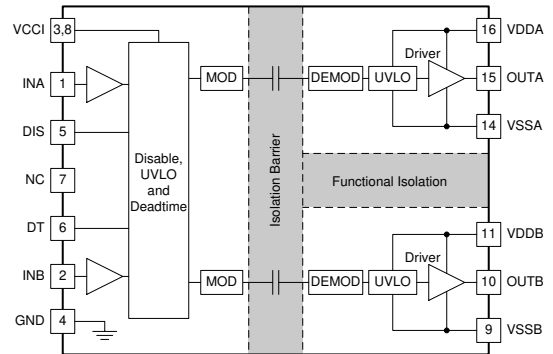 VCCI 3,8
INA 1
DIS 5
NC 7
DT 6
INB 2
GND 4
Disable,
UVLO
and
Deadtime
MOD
MOD
Isolation Barrier
DEMOD
UVLO
Driver
16 VDDA
15 OUTA
14 VSSA
Functional Isolation
DEMOD
UVLO
Driver
11 VDDB
10 OUTB
9 VSSB